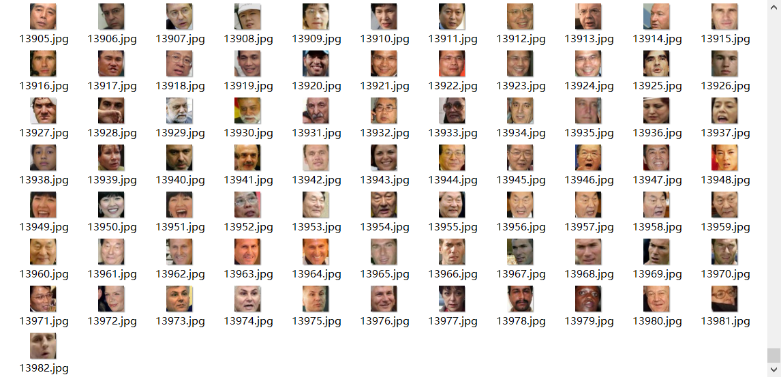 13905.jpg 13906.jpg 13907.jpg 13908.jpg 13909.jpg 13910.jpg 13911.jpg 13912.jpg 13913.jpg 13914.jpg 13915.jpg
13916.jpg 13917.jpg 13918.jpg 13919.jpg 13920.jpg 13921.jpg 13922.jpg 13923.jpg 13924.jpg 13925.jpg 13926.jpg
13927.jpg 13928.jpg 13929.jpg 13930.jpg 13931.jpg 13932.jpg 13933.jpg 13934.jpg 13935.jpg 13936.jpg 13937.jpg
13938.jpg 13939.jpg 13940.jpg 13941.jpg 13942.jpg 13943.jpg 13944.jpg 13945.jpg 13946.jpg 13947.jpg 13948.jpg
13949.jpg 13950.jpg 13951.jpg 13952.jpg 13953.jpg 13954.jpg 13955.jpg 13956.jpg 13957.jpg 13958.jpg 13959.jpg
13960.jpg 13961.jpg 13962.jpg 13963.jpg 13964.jpg 13965.jpg 13966.jpg 13967.jpg 13968.jpg 13969.jpg 13970.jpg
13971.jpg 13972.jpg 13973.jpg 13974.jpg 13975.jpg 13976.jpg 13977.jpg 13978.jpg 13979.jpg 13980.jpg 13981.jpg
13982.jpg